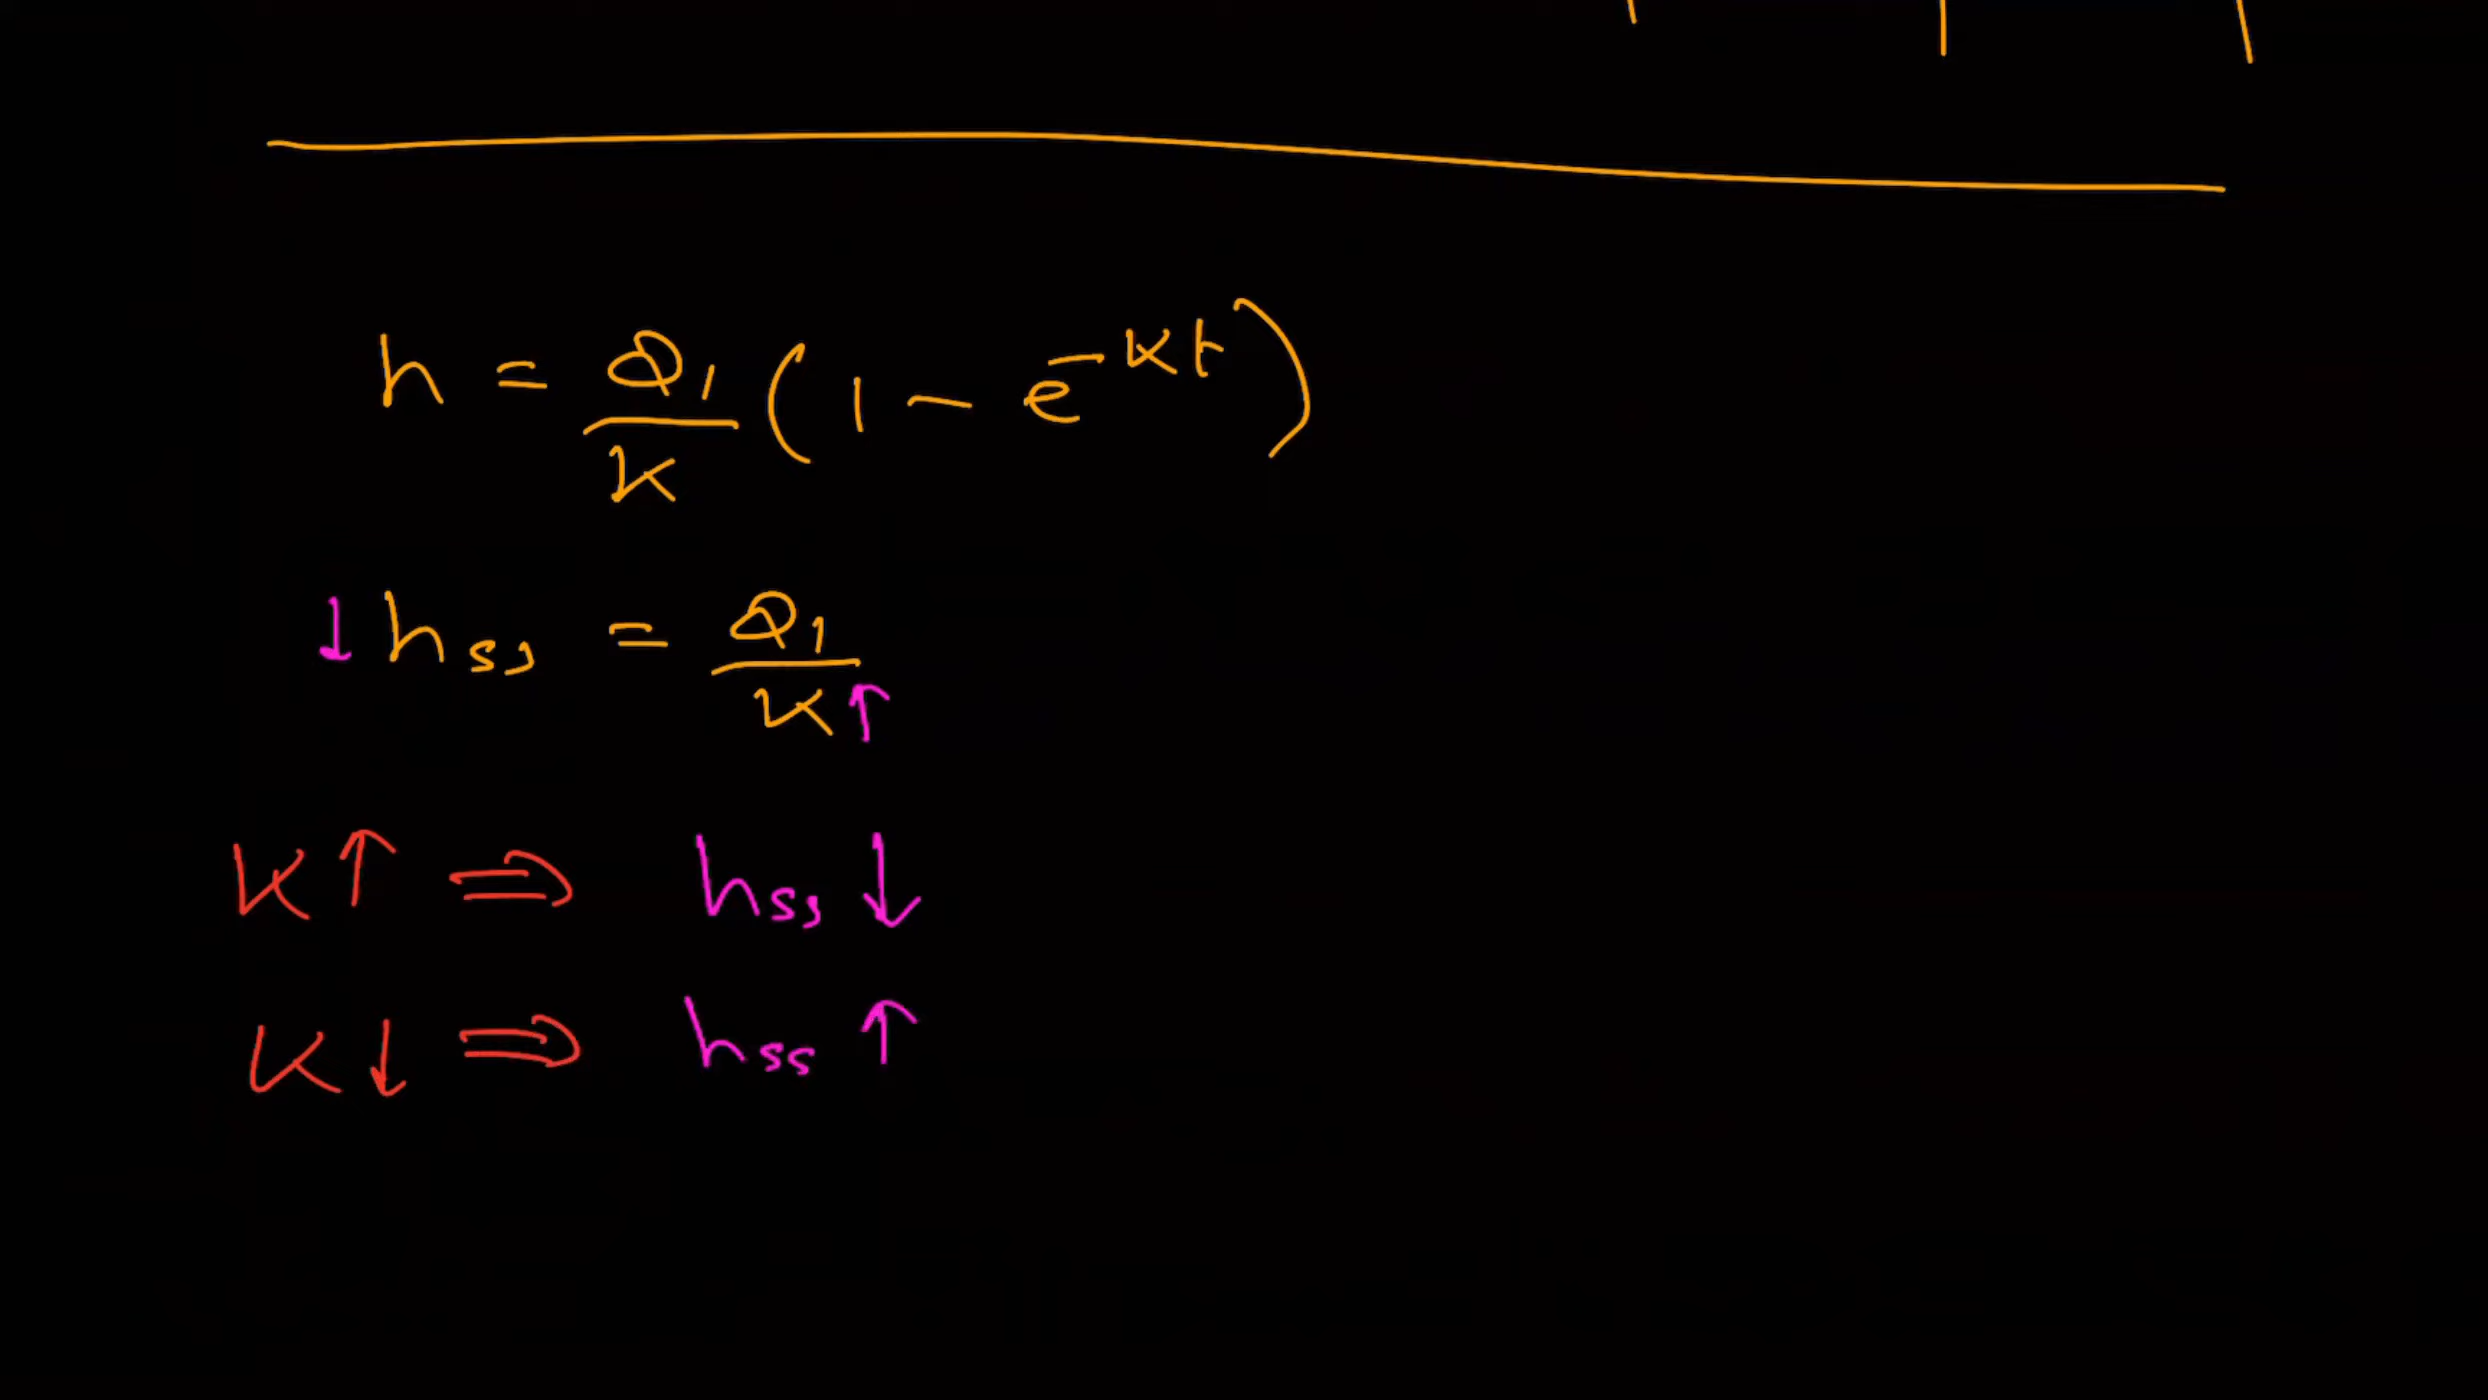 h = Q₁/K (1 - e^{-Kt})
↓ hss = Q₁/K ↑
K↑ ⇒ hss ↓
K↓ ⇒ hss ↑